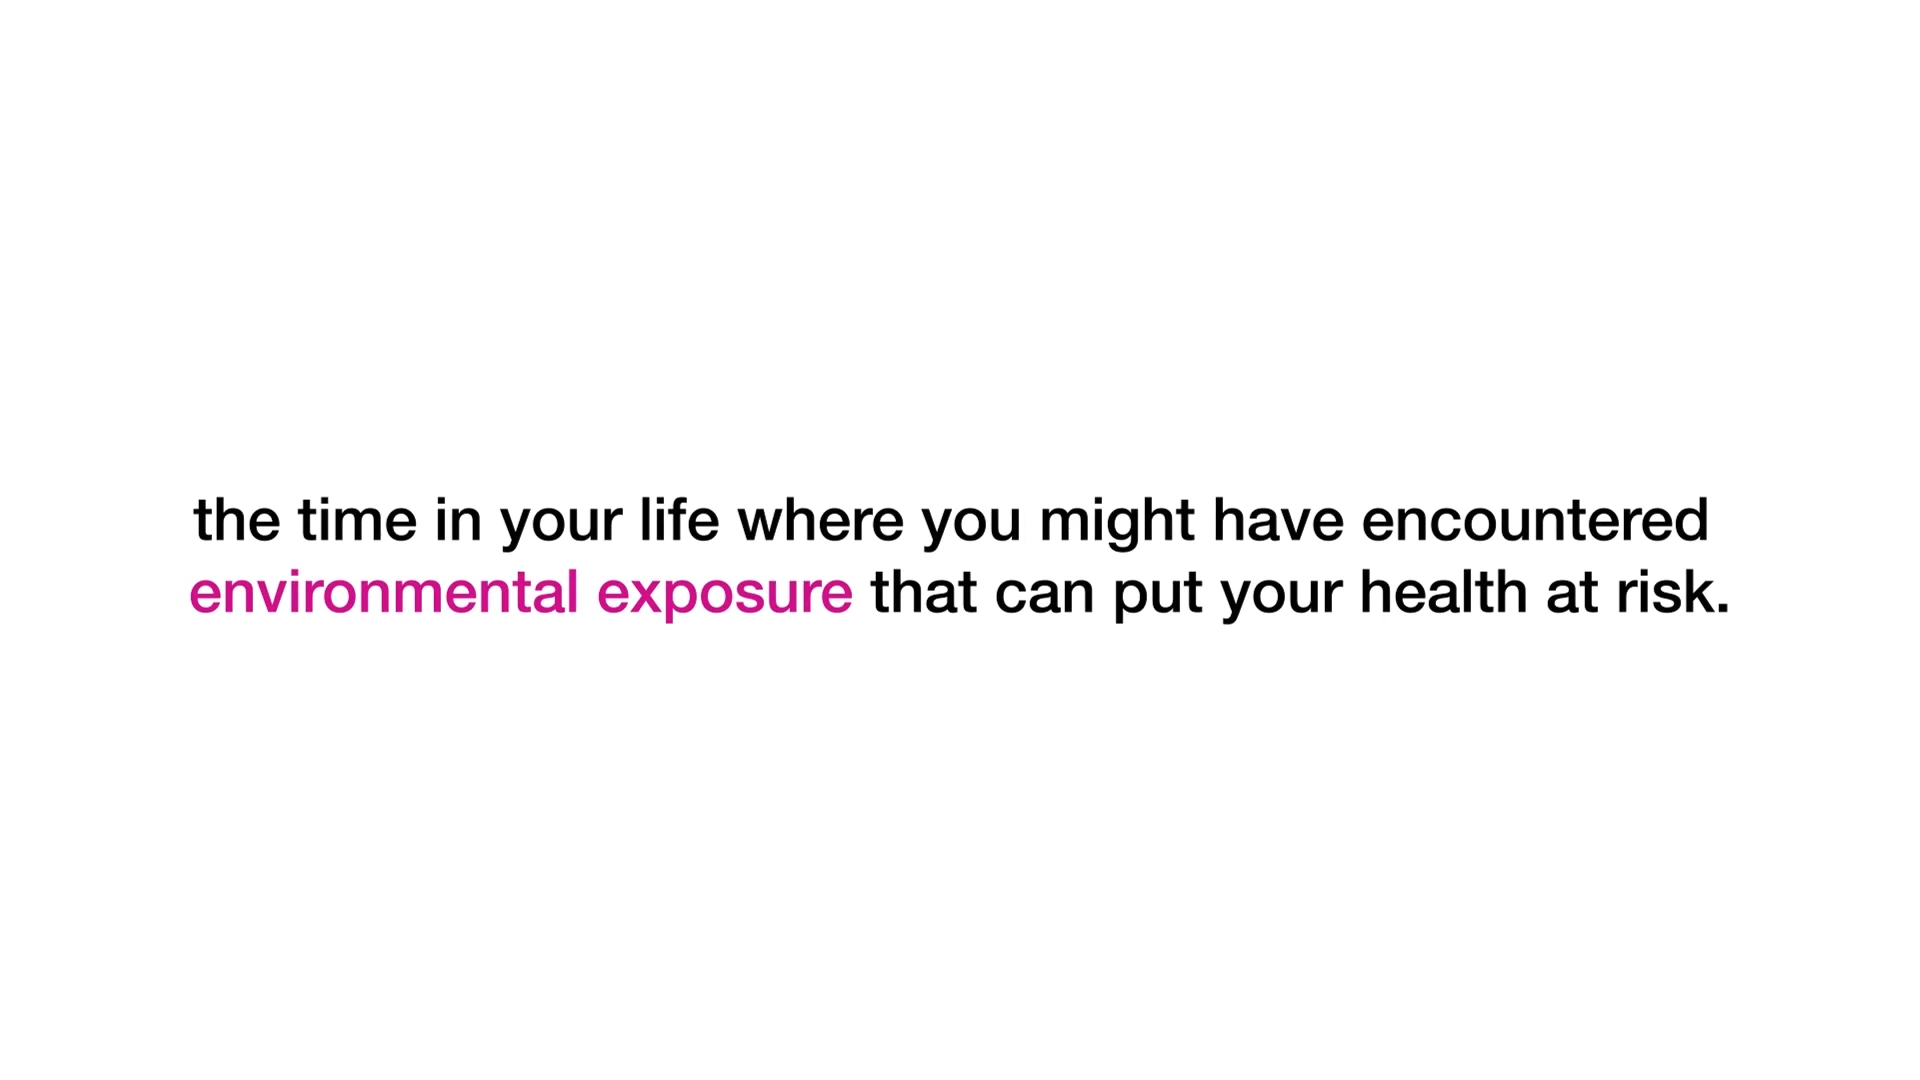 the time in your life where you might have encountered
environmental exposure that can put your health at risk.